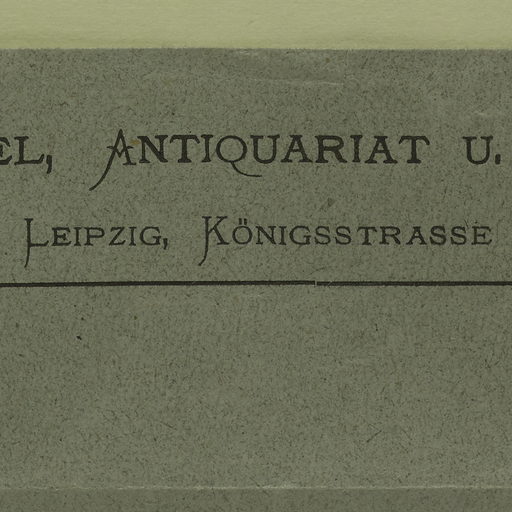 EL, ANTIQUARIAT U.
LEIPZIG, KÖNIGSSTRASSE